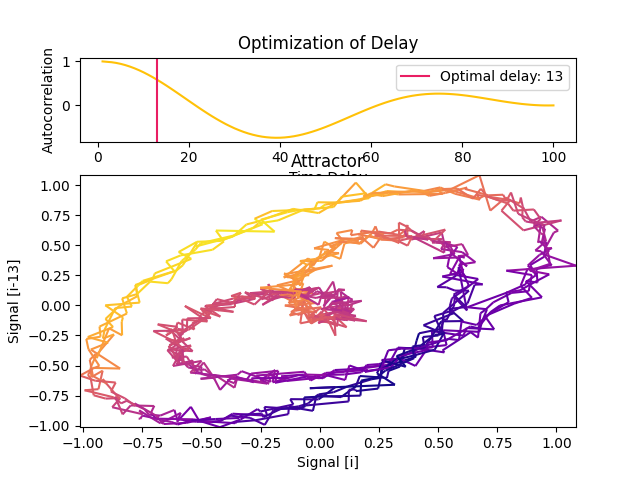 Optimization of Delay
Autocorrelation
1
0
Optimal delay: 13
0 20 40 60 80 100
Time Delay
Attractor
Signal [i-13]
1.00
0.75
0.50
0.25
0.00
−0.25
−0.50
−0.75
−1.00
−1.00 −0.75 −0.50 −0.25 0.00 0.25 0.50 0.75 1.00
Signal [i]